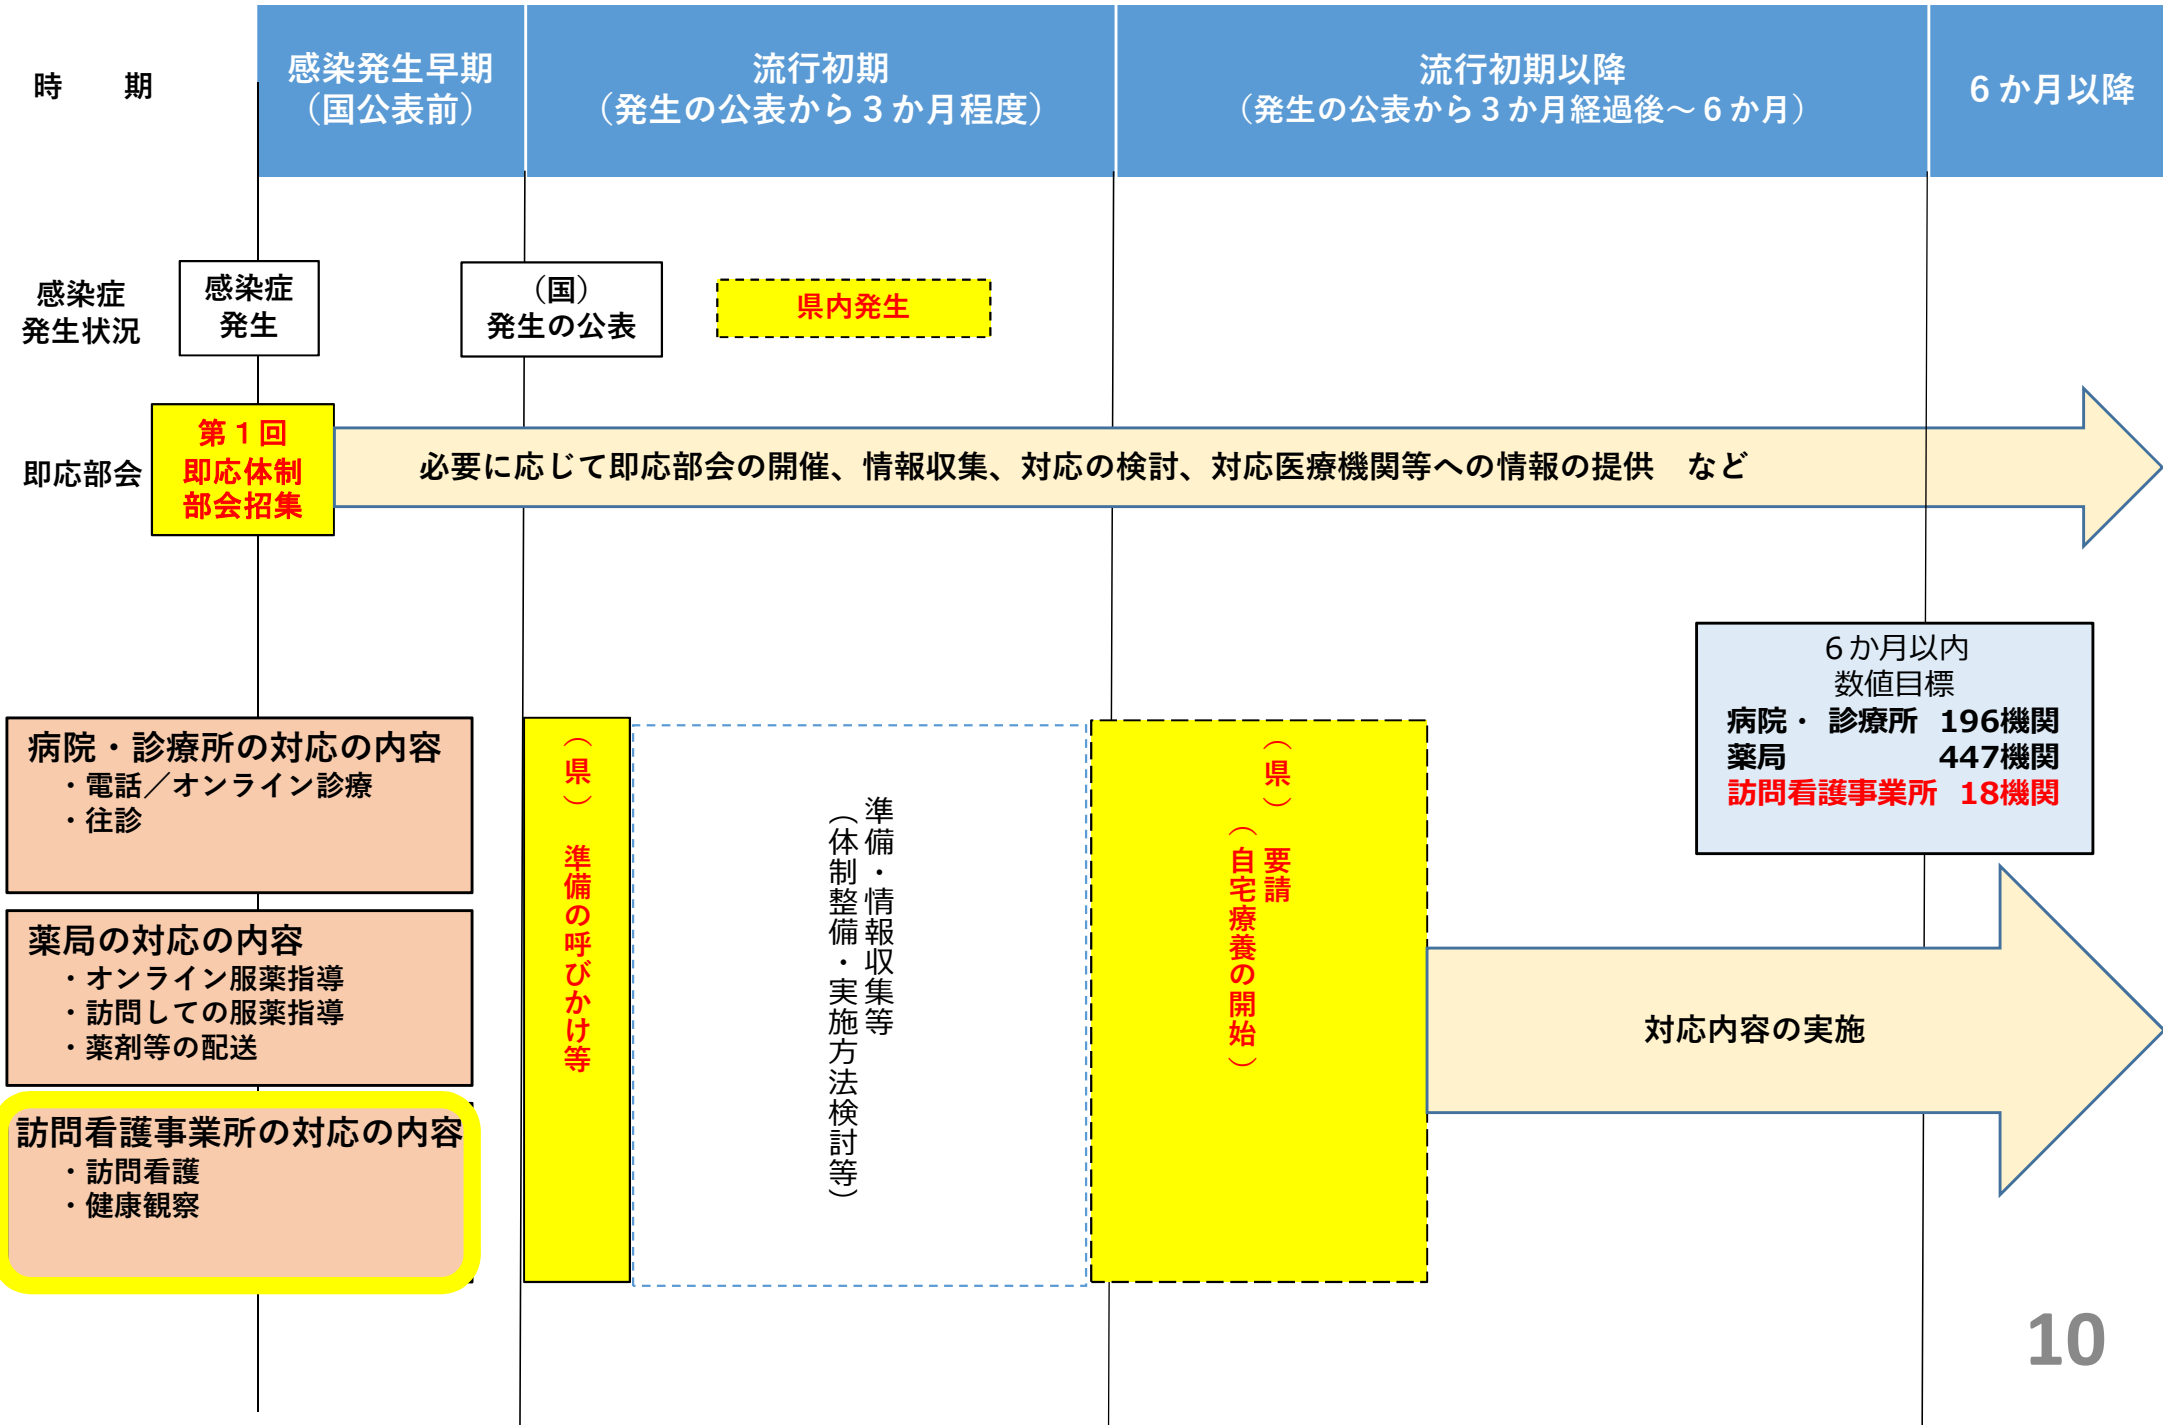 時　期
感染発生早期
（国公表前）
流行初期
（発生の公表から３か月程度）
流行初期以降
（発生の公表から３か月経過後～６か月）
６か月以降
感染症
発生状況
感染症
発生
（国）
発生の公表
県内発生
即応部会
第１回
即応体制
部会招集
必要に応じて即応部会の開催、情報収集、対応の検討、対応医療機関等への情報の提供　など
６か月以内
数値目標
病院・ 診療所 196機関
薬局 447機関
訪問看護事業所 18機関
病院・診療所の対応の内容
・電話／オンライン診療
・往診
薬局の対応の内容
・オンライン服薬指導
・訪問しての服薬指導
・薬剤等の配送
訪問看護事業所の対応の内容
・訪問看護
・健康観察
（県）　準備の呼びかけ等
準備・情報収集等
（体制整備・実施方法検討等）
（県）　要請
（自宅療養の開始）
対応内容の実施
10